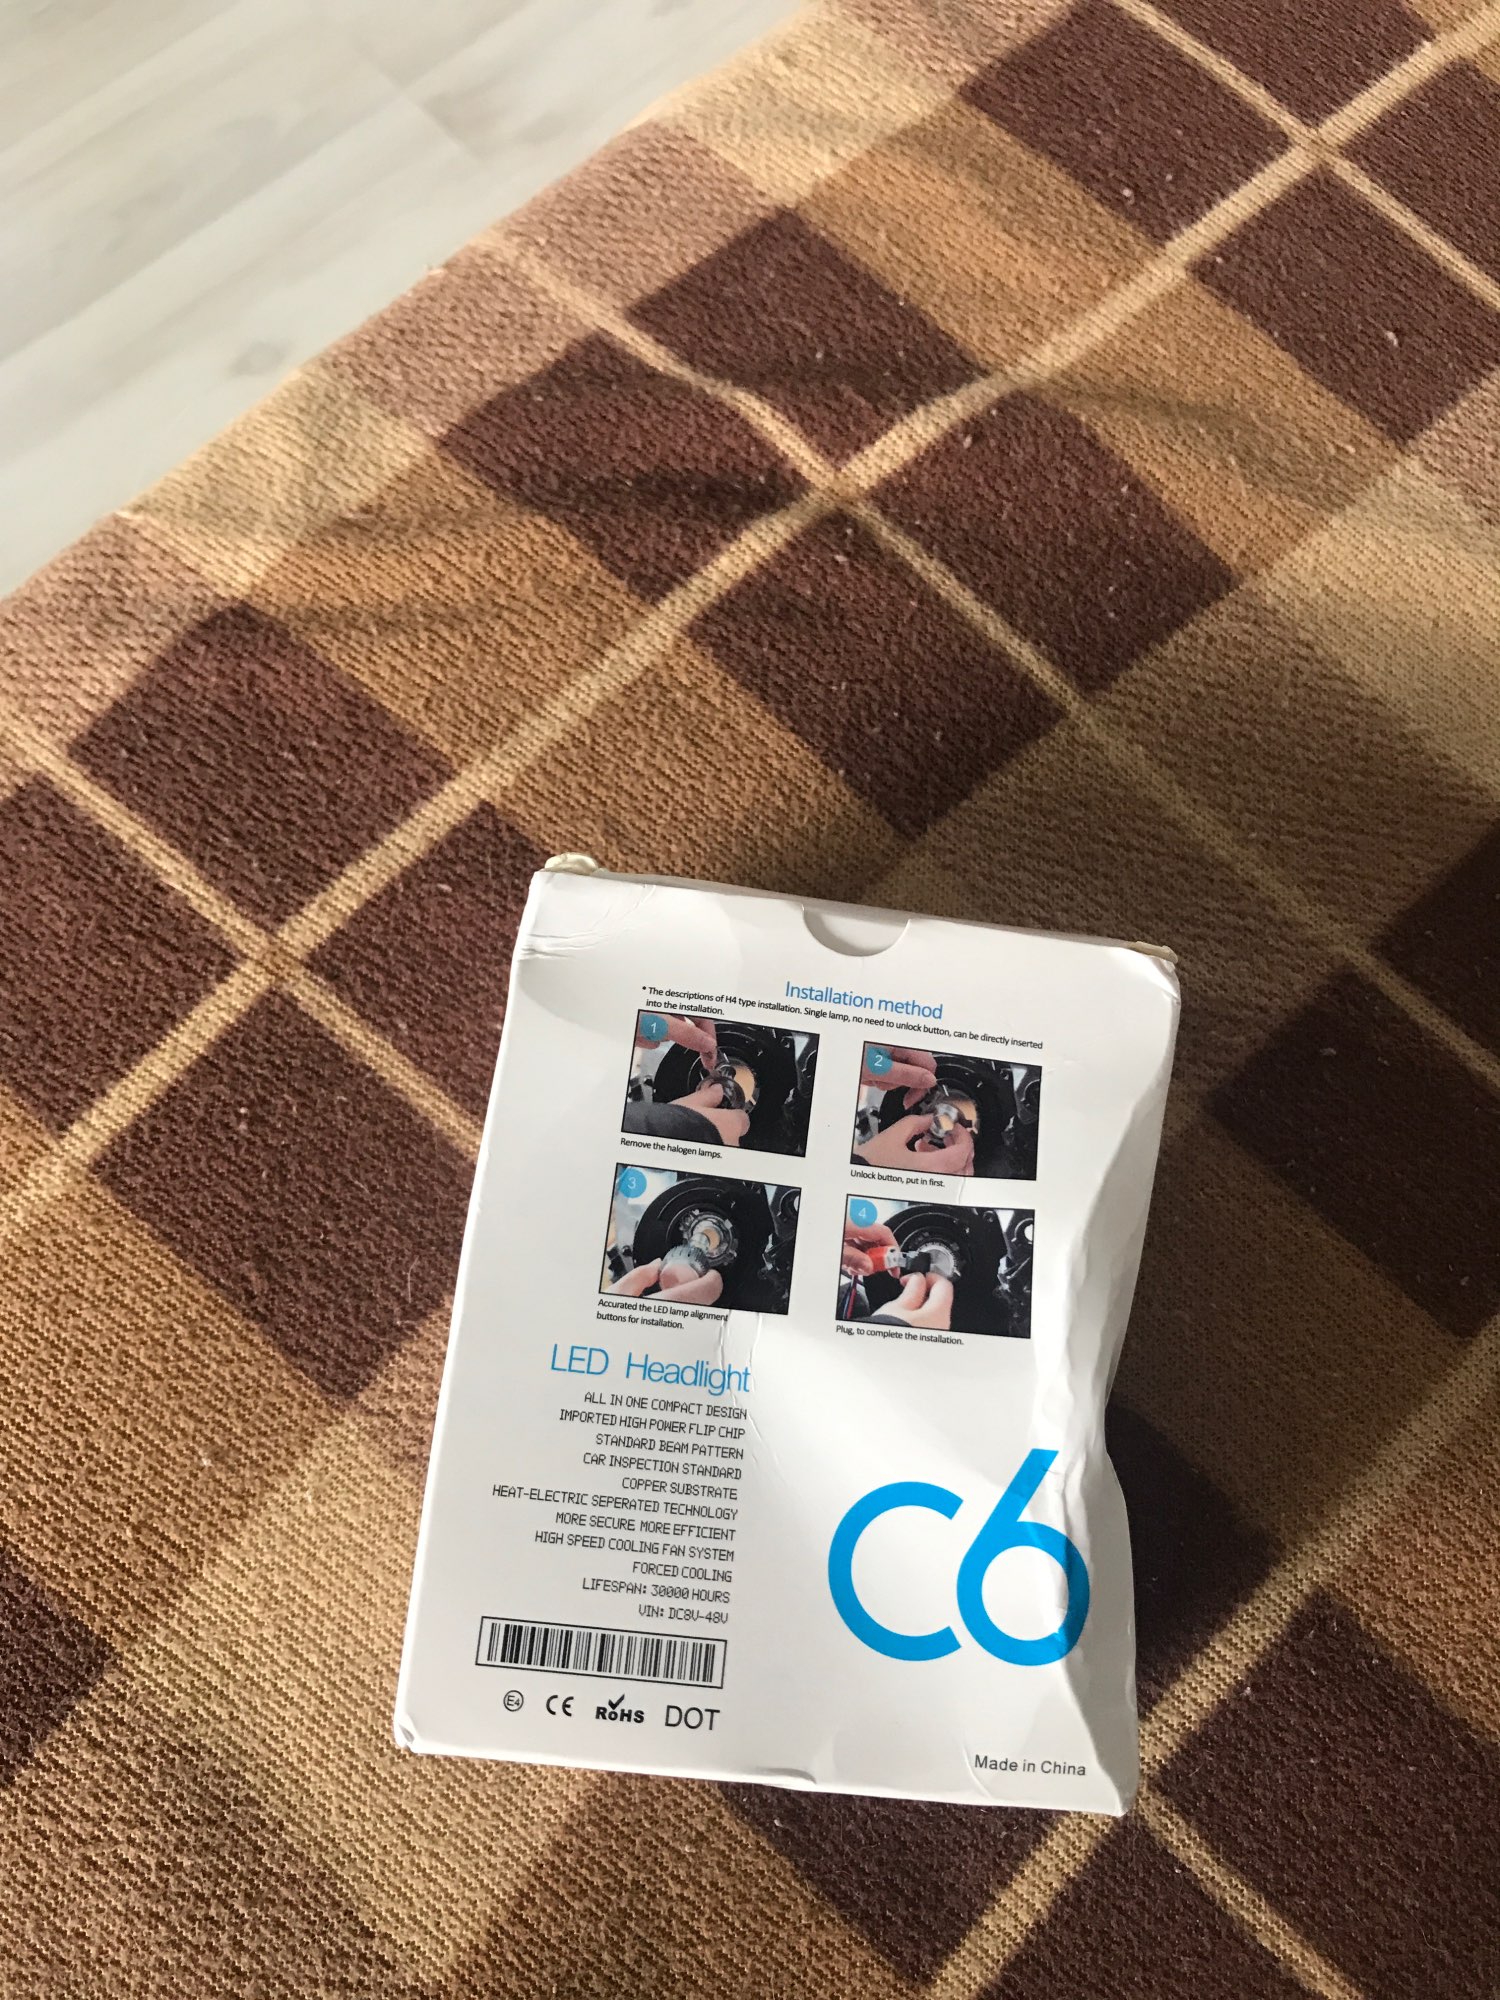 Installation method
* The descriptions of H4 type installation. Single lamp, no need to unlock button, can be directly inserted
into the installation.
1
2
Remove the halogen lamps.
Unlock button, put in first.
3
4
Accurated the LED lamp alignment
buttons for installation.
Plug, to complete the installation.
LED Headlight
ALL IN ONE COMPACT DESIGN
IMPORTED HIGH POWER FLIP CHIP
STANDARD BEAM PATTERN
CAR INSPECTION STANDARD
COPPER SUBSTRATE
HEAT-ELECTRIC SEPERATED TECHNOLOGY
MORE SECURE MORE EFFICIENT
HIGH SPEED COOLING FAN SYSTEM
FORCED COOLING
LIFESPAN: 30000 HOURS
VIN: DC8V-48V
C6
E4 CE RoHS DOT
Made in China